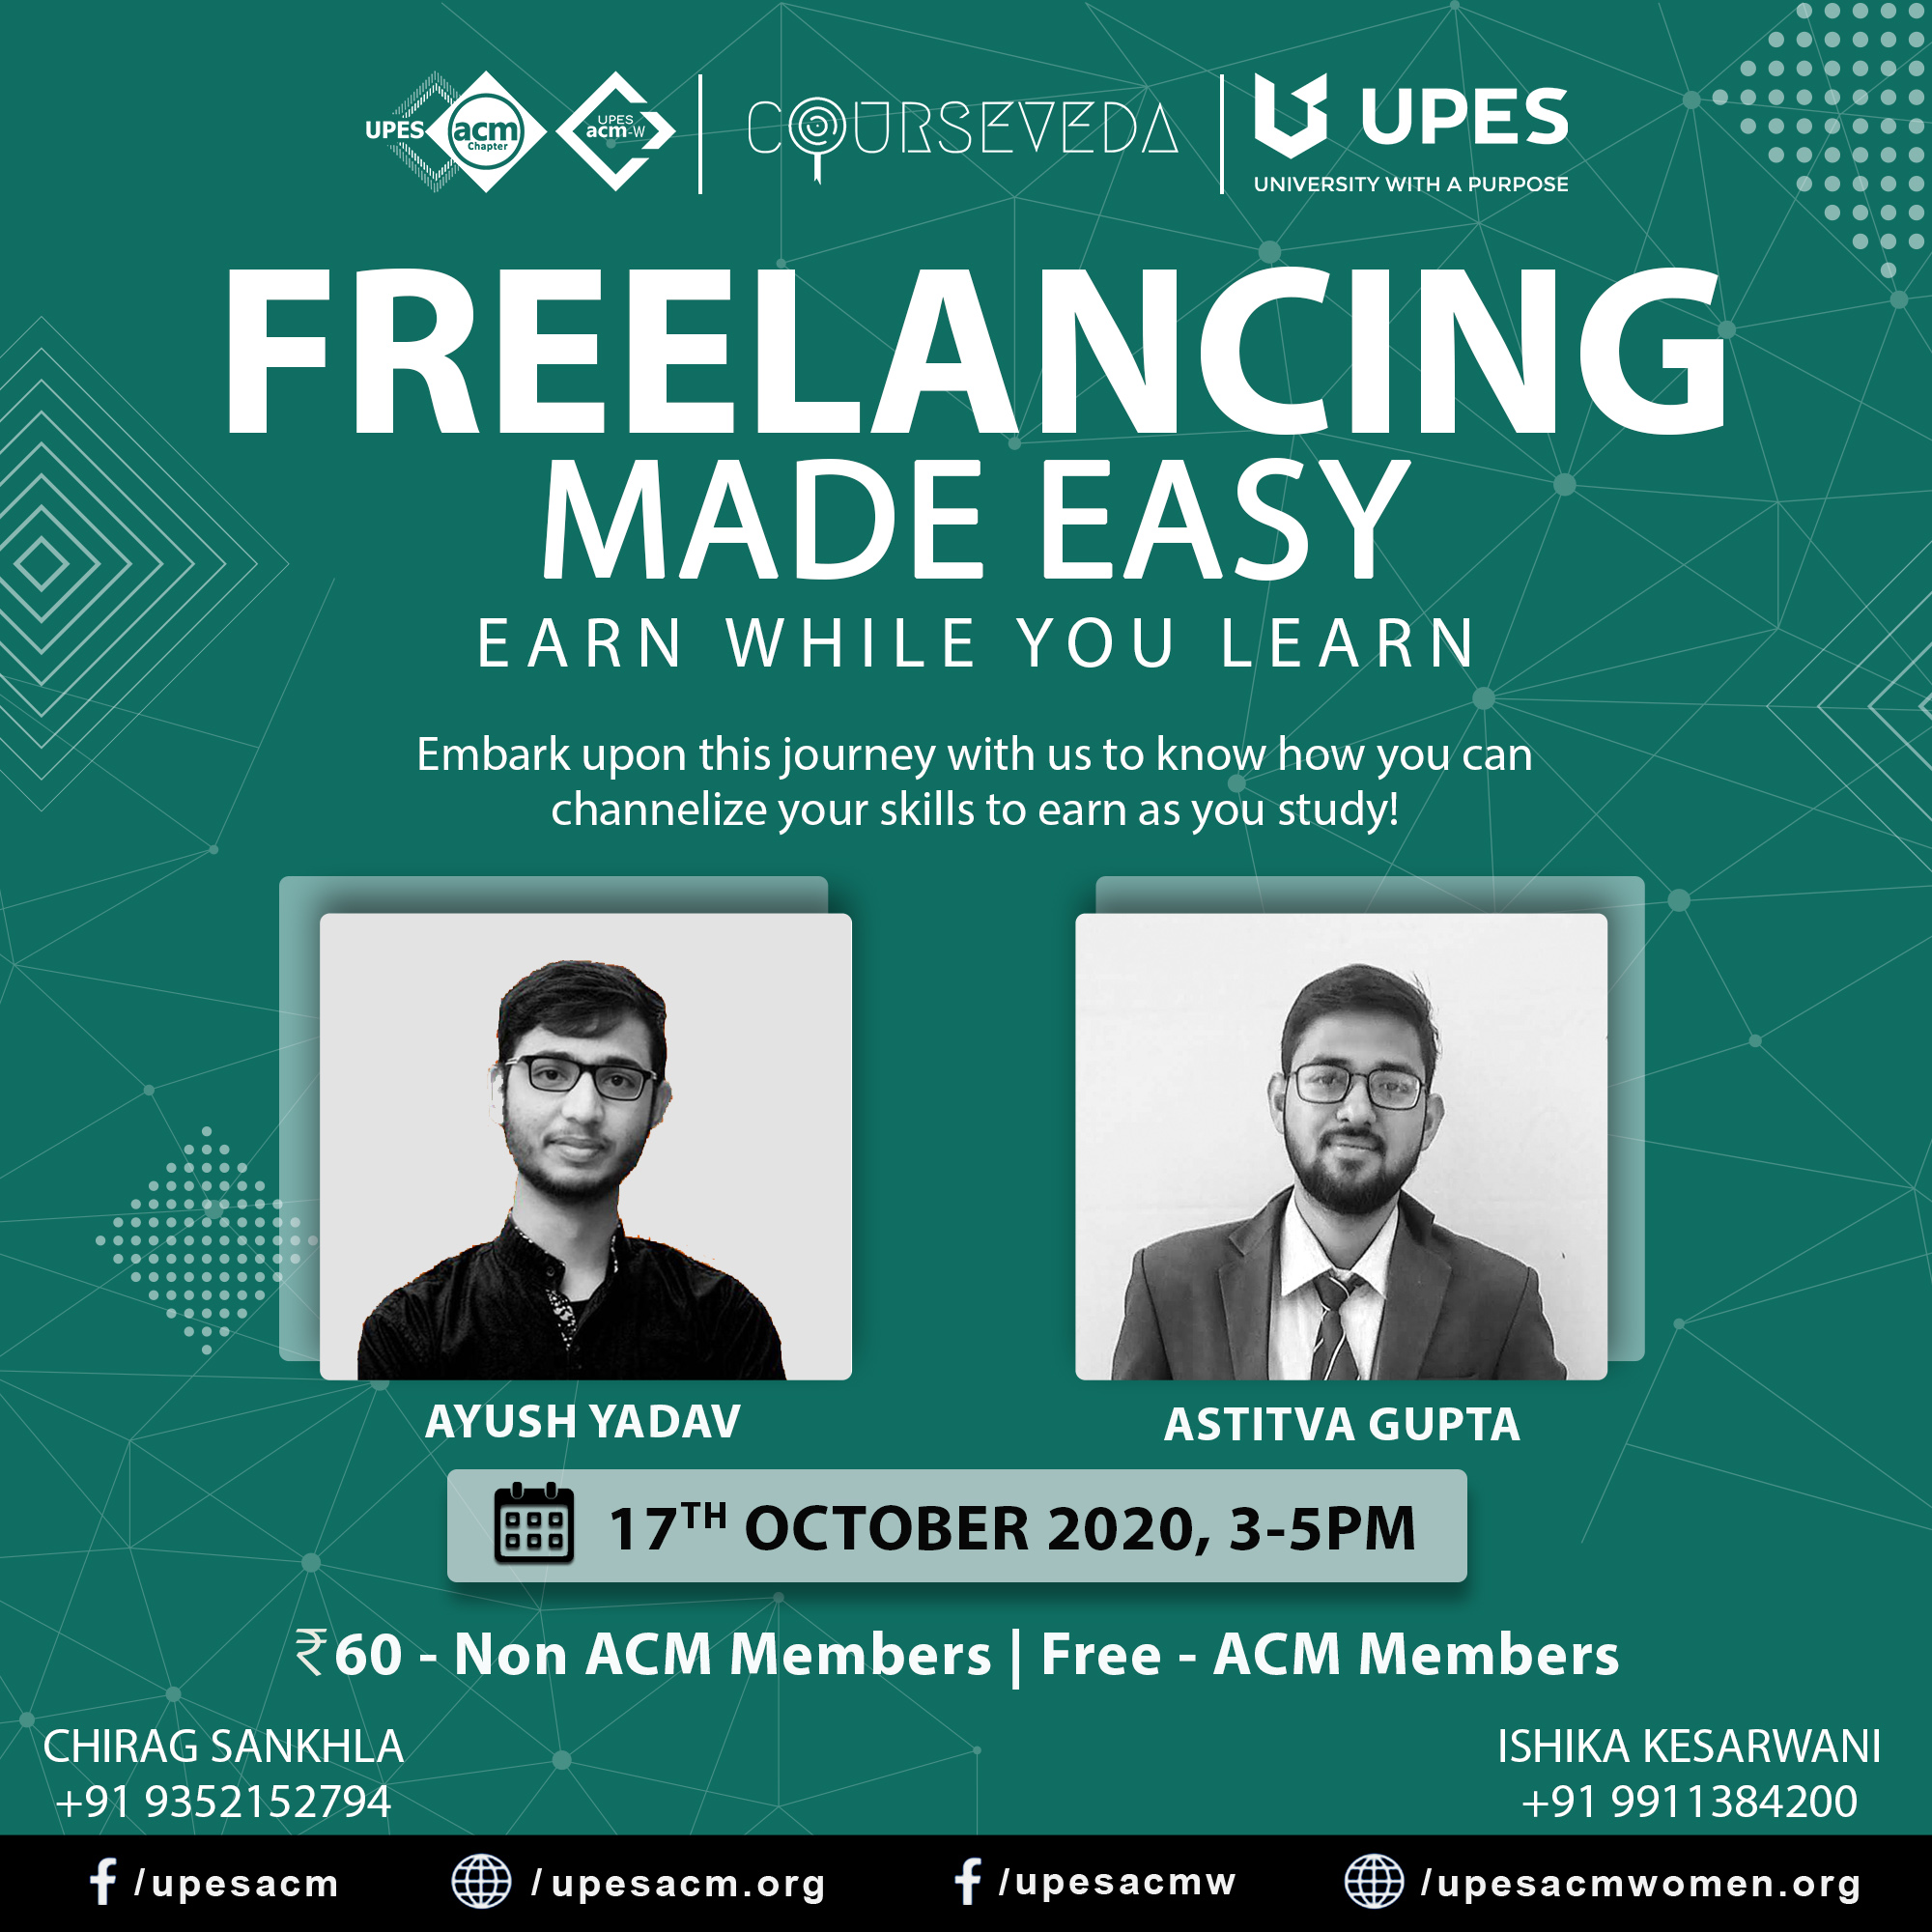 UPES acm Chapter
UPES acm-W
COURSEVEDA
UPES
UNIVERSITY WITH A PURPOSE
FREELANCING
MADE EASY
EARN WHILE YOU LEARN
Embark upon this journey with us to know how you can
channelize your skills to earn as you study!
AYUSH YADAV
ASTITVA GUPTA
17TH OCTOBER 2020, 3-5PM
₹60 - Non ACM Members | Free - ACM Members
CHIRAG SANKHLA
+91 9352152794
ISHIKA KESARWANI
+91 9911384200
/upesacm
/upesacm.org
/upesacmw
/upesacmwomen.org